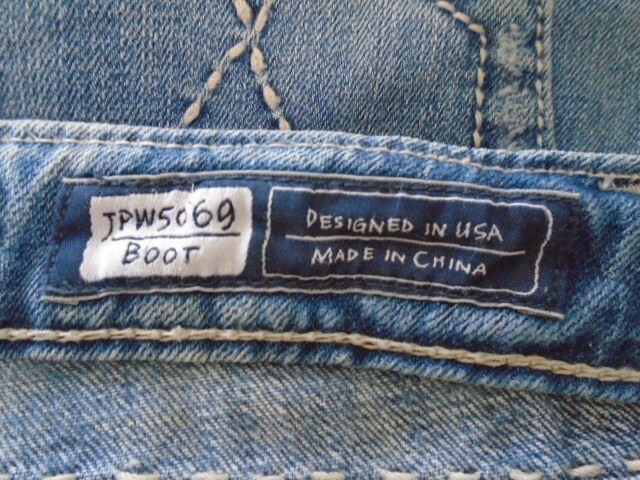 JPW5069
BOOT
DESIGNED IN USA
MADE IN CHINA